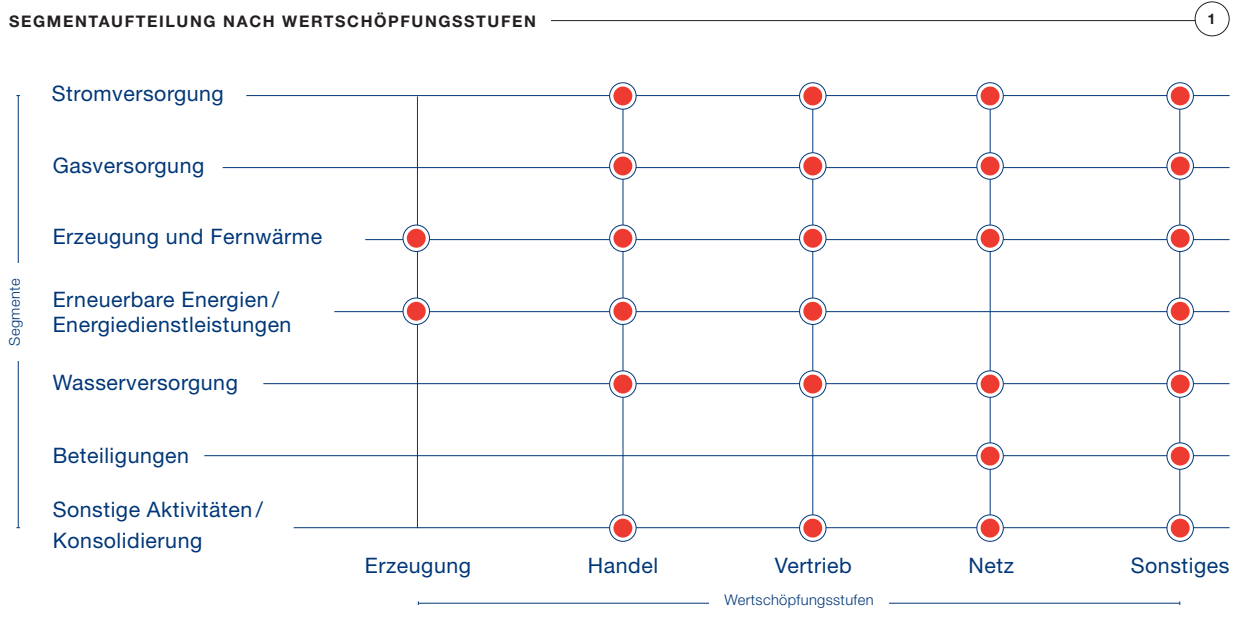 SEGMENTAUFTEILUNG NACH WERTSCHÖPFUNGSSTUFEN
1
Stromversorgung
Gasversorgung
Erzeugung und Fernwärme
Erneuerbare Energien /
Energiedienstleistungen
Wasserversorgung
Beteiligungen
Sonstige Aktivitäten /
Konsolidierung
Segmente
Erzeugung
Handel
Vertrieb
Netz
Sonstiges
Wertschöpfungsstufen